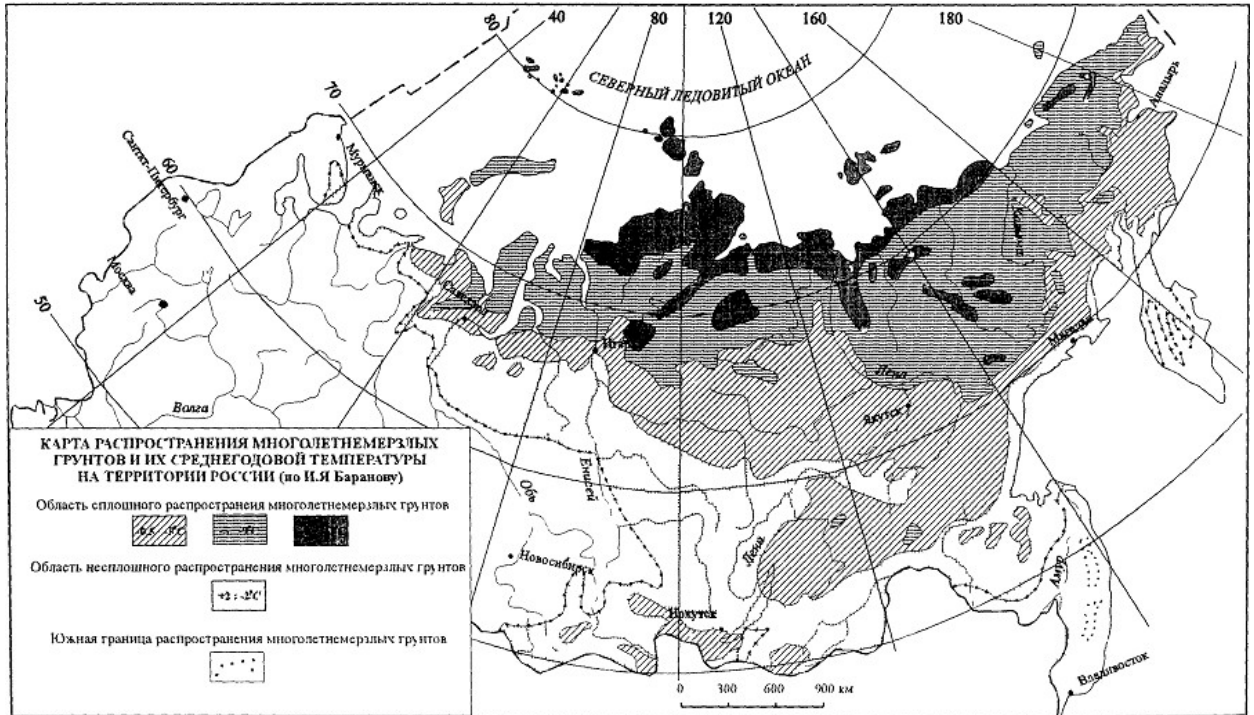 80
40
80
120
160
180
СЕВЕРНЫЙ ЛЕДОВИТЫЙ ОКЕАН
Анадырь
70
Мурманск
60
Санкт-Питербург
Москва
50
Волга
Лена
Якутск
Енисей
Обь
Новосибирск
Лена
Амур
Владивосток
КАРТА РАСПРОСТРАНЕНИЯ МНОГОЛЕТНЕМЕРЗЛЫХ
ГРУНТОВ И ИХ СРЕДНЕГОДОВОЙ ТЕМПЕРАТУРЫ
НА ТЕРРИТОРИИ РОССИИ (по И.Я Баранову)
Область сплошного распространения многолетнемерзлых грунтов
Область несплошного распространения многолетнемерзлых грунтов
+2 : -2°C
Южная граница распространения многолетнемерзлых грунтов
0 300 600 900 км